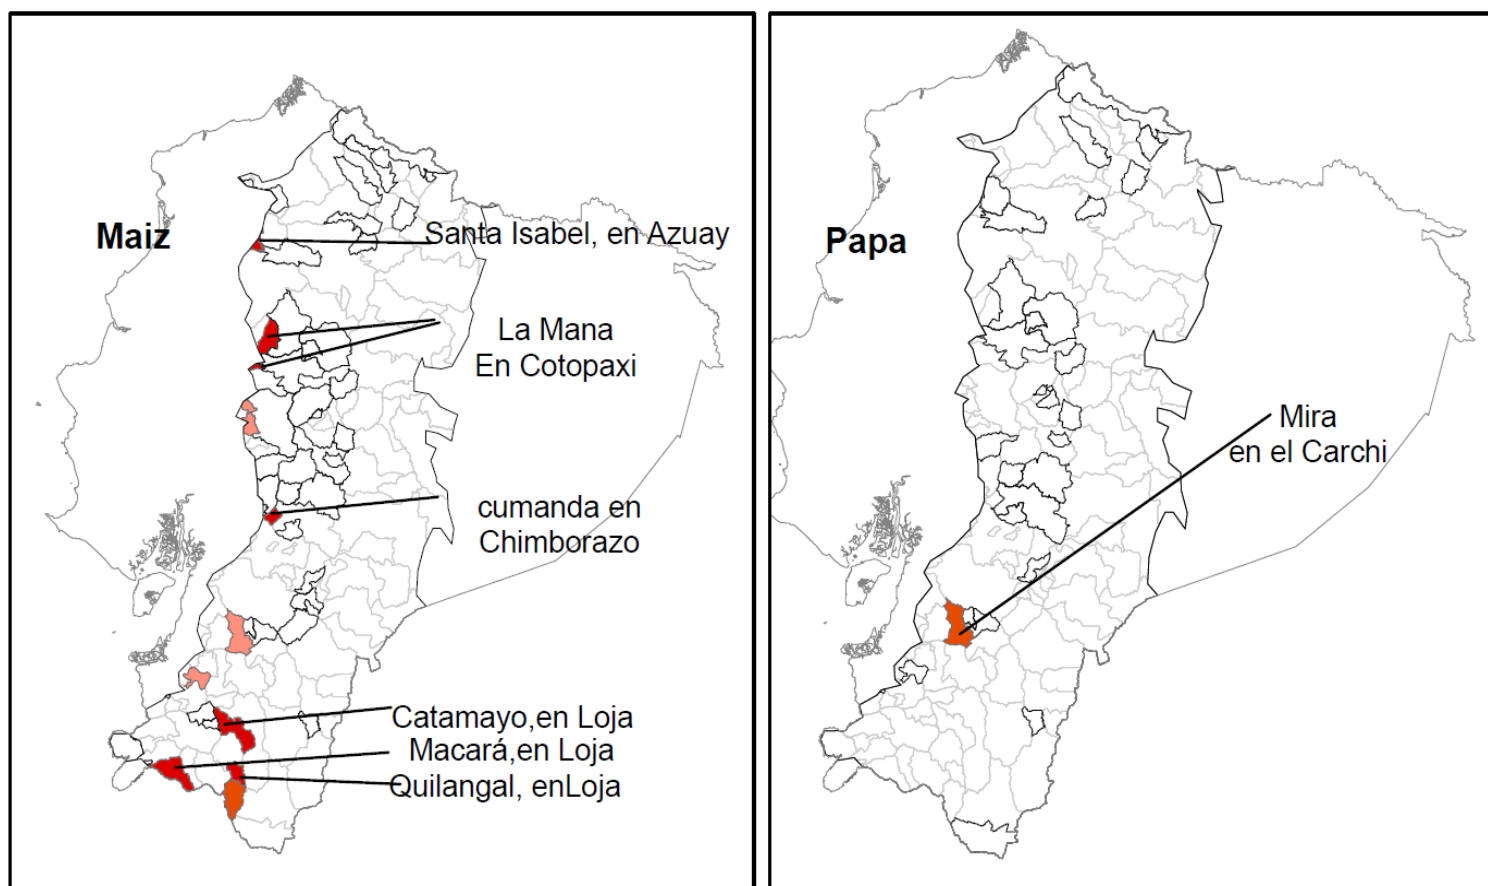 Maiz
Santa Isabel, en Azuay
La Mana
En Cotopaxi
cumanda en
Chimborazo
Catamayo,en Loja
Macará,en Loja
Quilangal, enLoja
Papa
Mira
en el Carchi